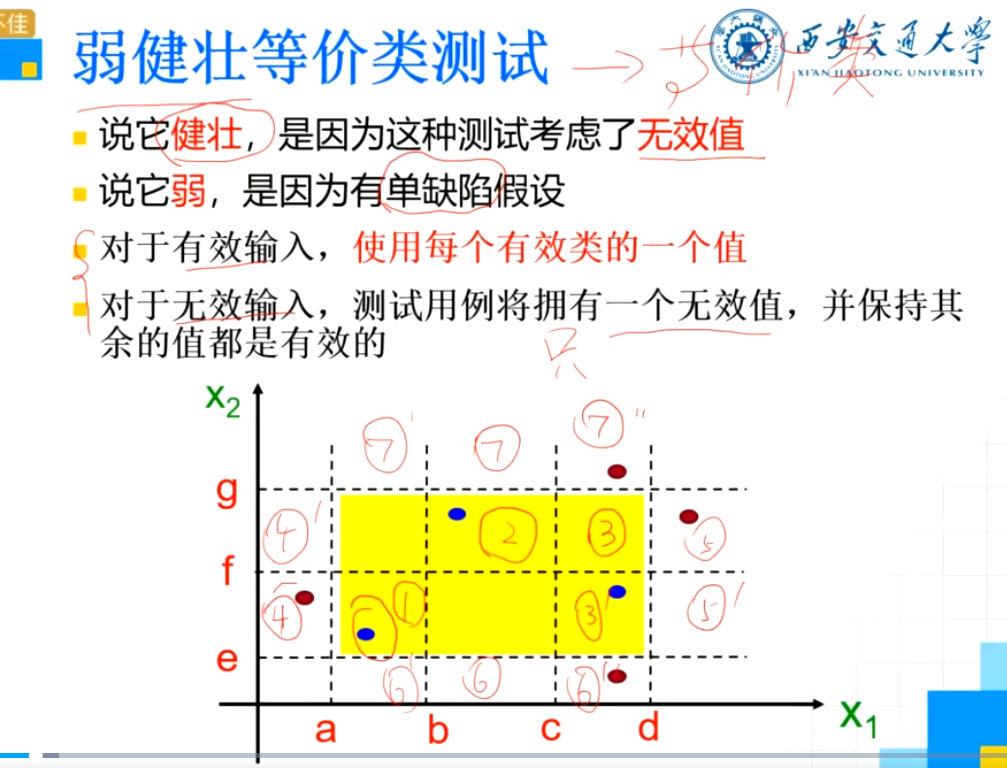 不佳
弱健壮等价类测试
西安交通大學
XI'AN JIAOTONG UNIVERSITY
说它健壮，是因为这种测试考虑了无效值
说它弱，是因为有单缺陷假设
对于有效输入，使用每个有效类的一个值
对于无效输入，测试用例将拥有一个无效值，并保持其
余的值都是有效的
只
x₂
⑦' ⑦ ⑦''
g
④' ② ③ ⑤
f
④ ① ③' ⑤'
e
⑥' ⑥ ⑥''
a b c d
x₁